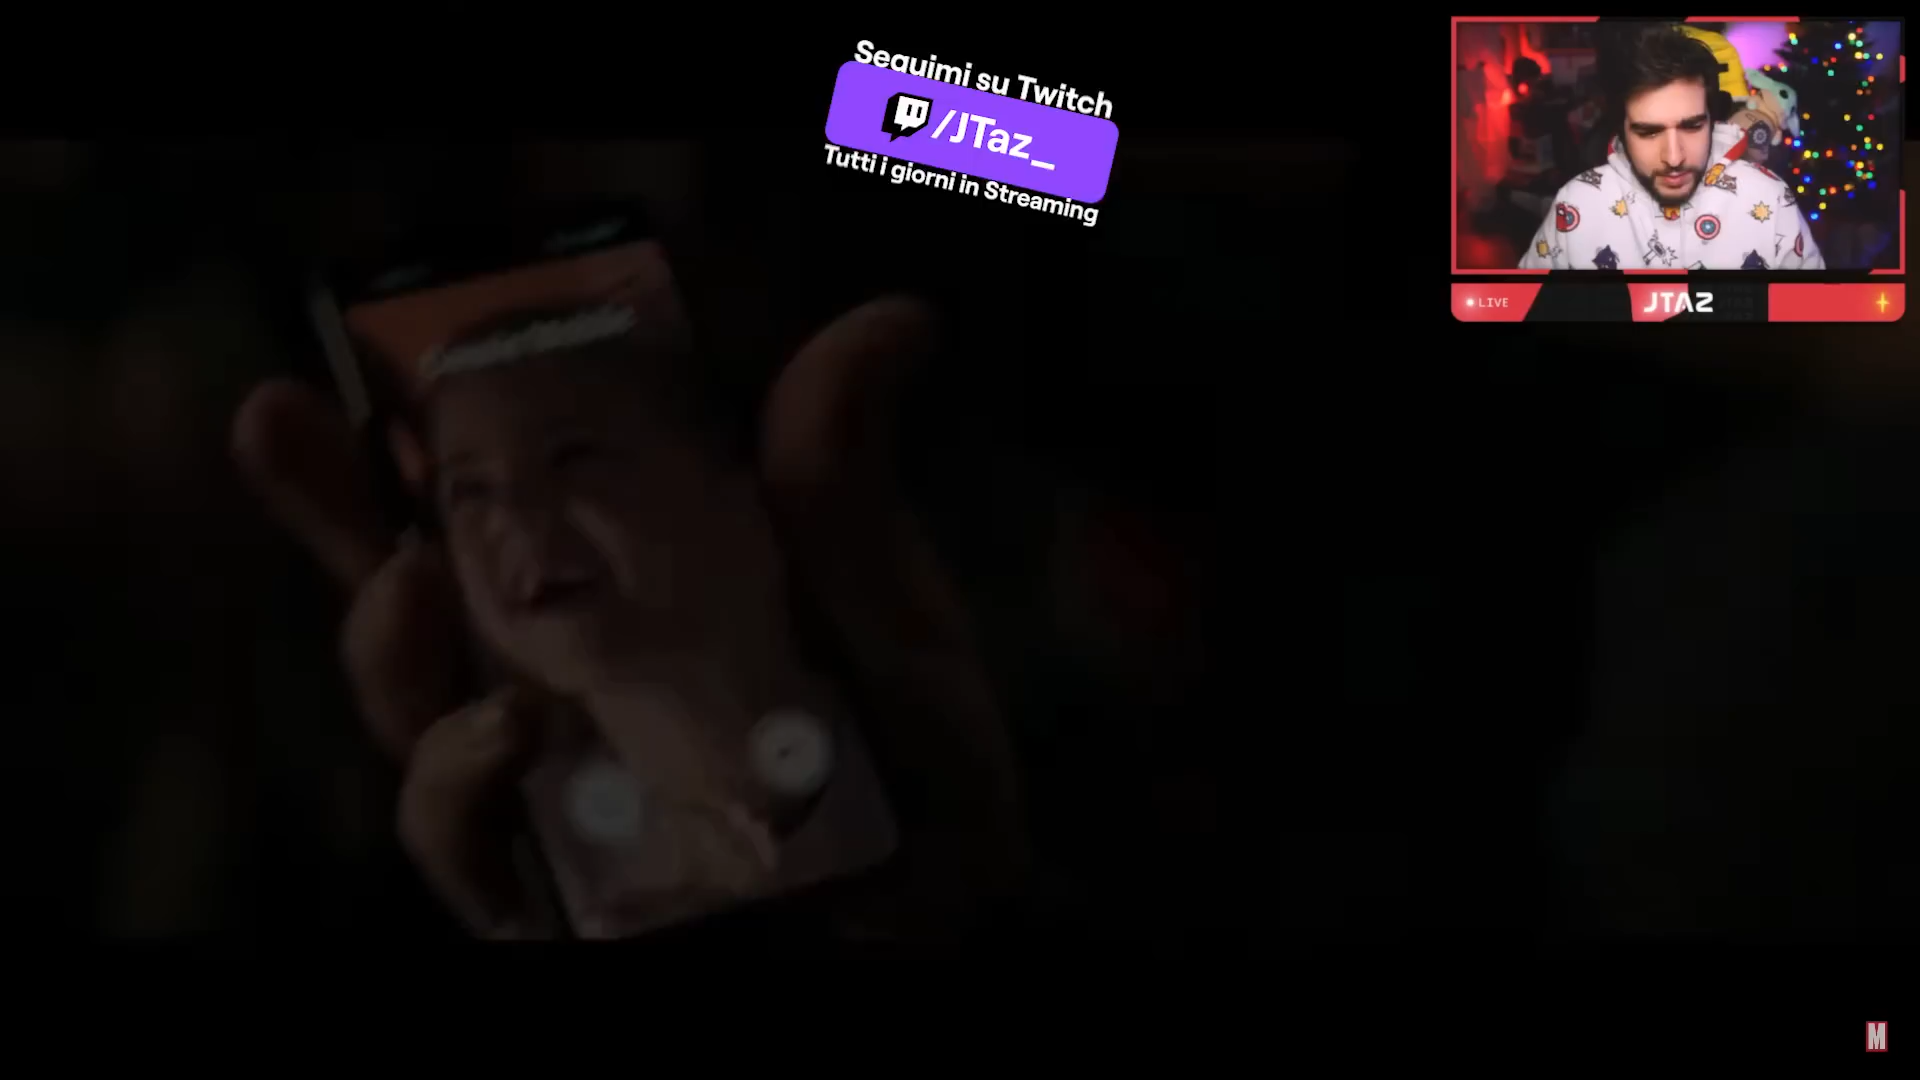 Seguimi su Twitch
/JTaz_
Tutti i giorni in Streaming
LIVE
JTAZ
M